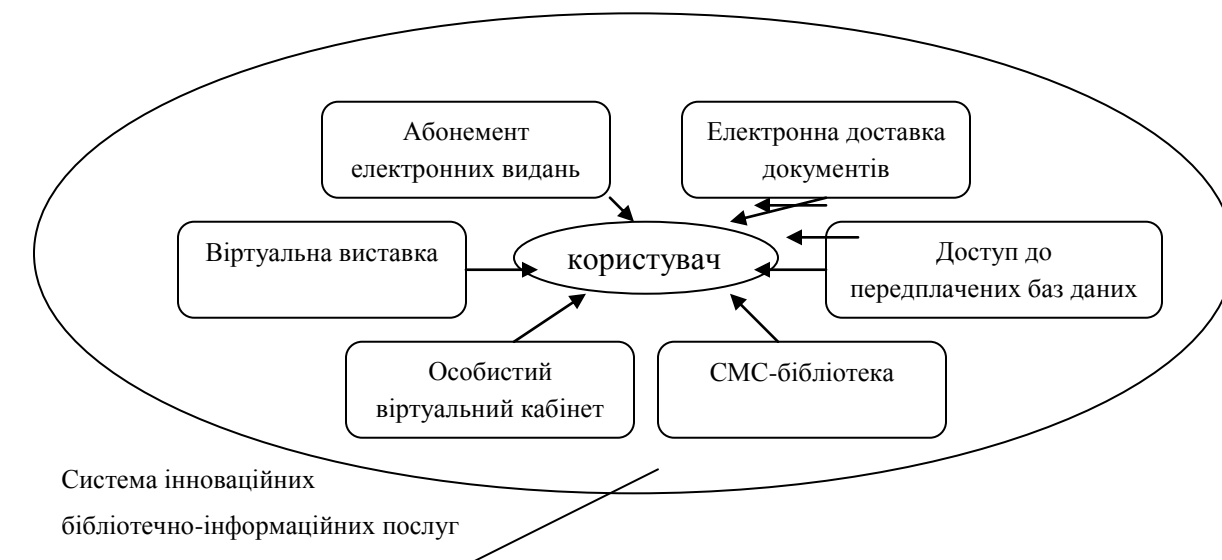 Абонемент
електронних видань
Електронна доставка
документів
Віртуальна виставка
користувач
Доступ до
передплачених баз даних
Особистий
віртуальний кабінет
СМС-бібліотека
Система інноваційних
бібліотечно-інформаційних послуг